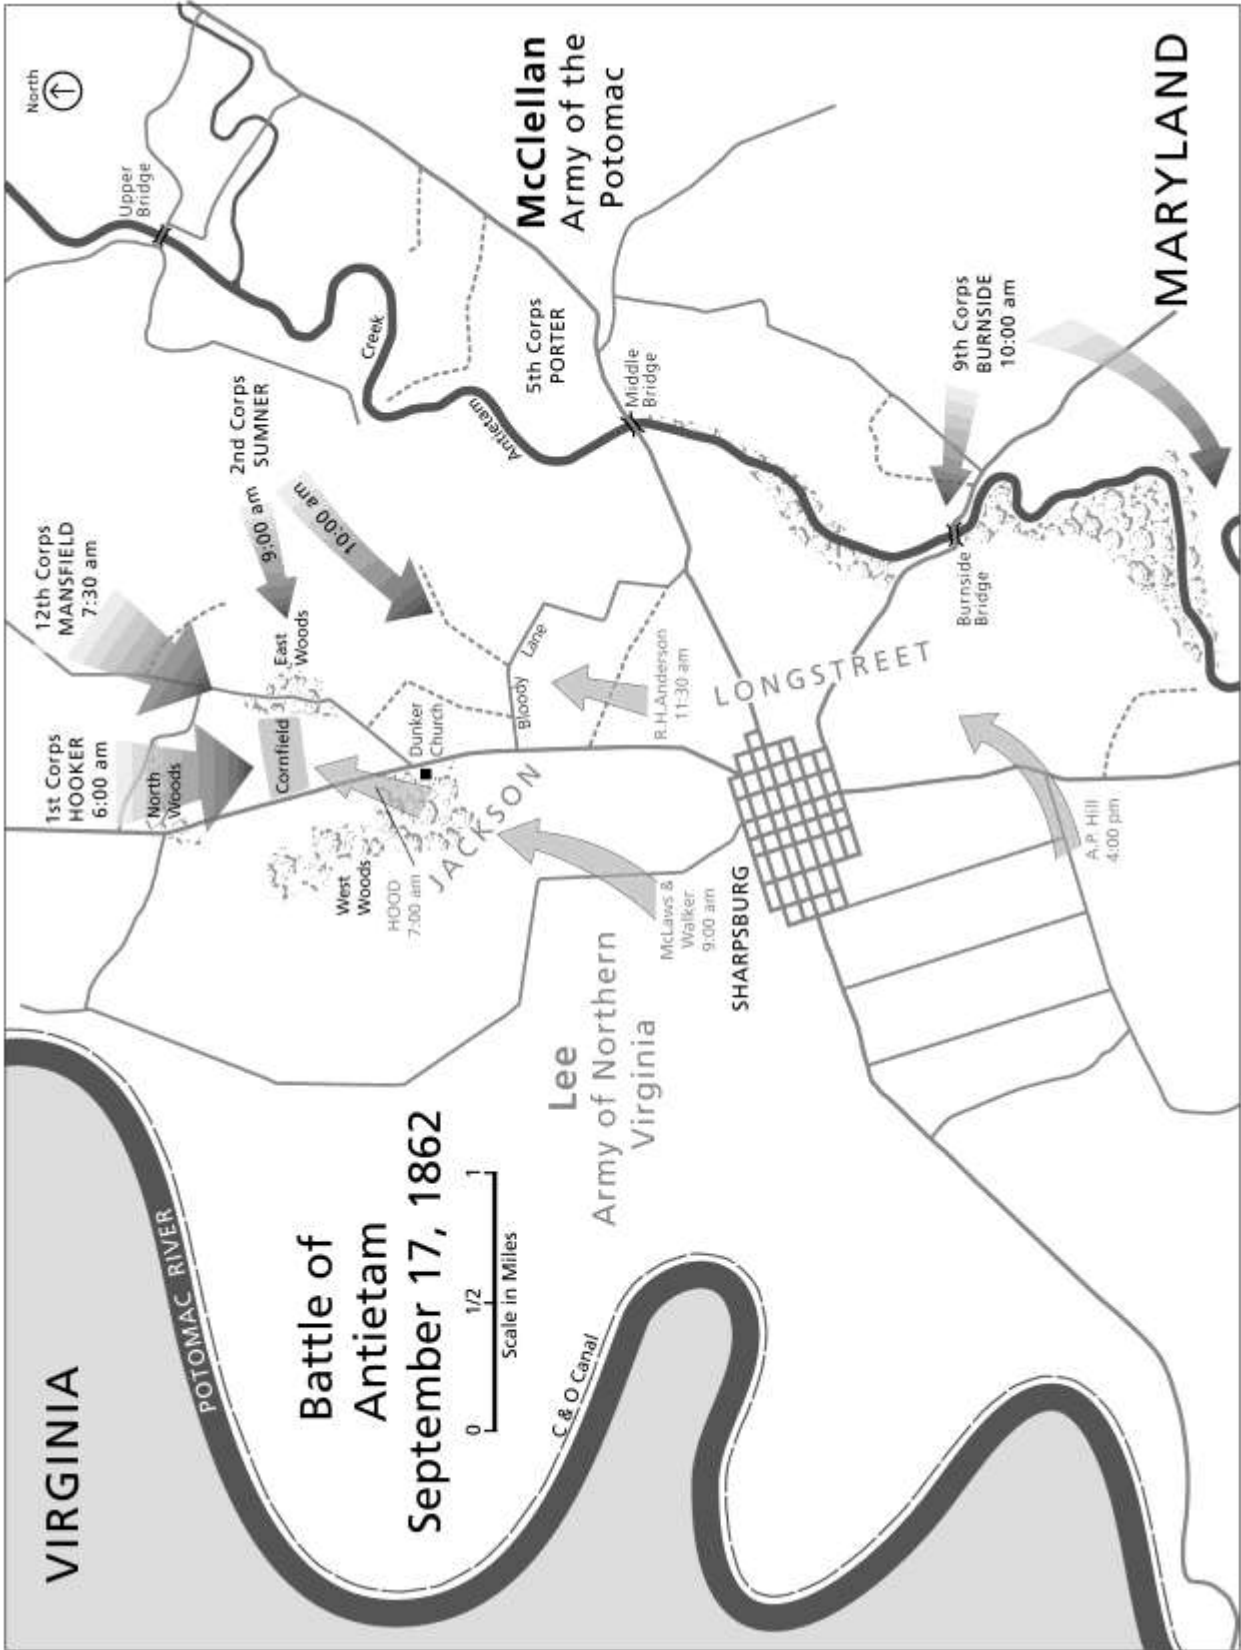 VIRGINIA
POTOMAC RIVER
Battle of
Antietam
September 17, 1862
0
1/2
1
Scale in Miles
C & O Canal
Lee
Army of Northern
Virginia
North
1st Corps
HOOKER
6:00 am
North
Woods
12th Corps
MANSFIELD
7:30 am
2nd Corps
SUMNER
9:00 am
10:00 am
East
Woods
Cornfield
West
Woods
HOOD
7:00 am
JACKSON
Dunker
Church
Bloody Lane
R.H.Anderson
11:30 am
McLaws &
Walker
9:00 am
SHARPSBURG
LONGSTREET
A.P. Hill
4:00 pm
Upper
Bridge
Antietam
Creek
5th Corps
PORTER
Middle
Bridge
McClellan
Army of the
Potomac
9th Corps
BURNSIDE
10:00 am
Burnside
Bridge
MARYLAND